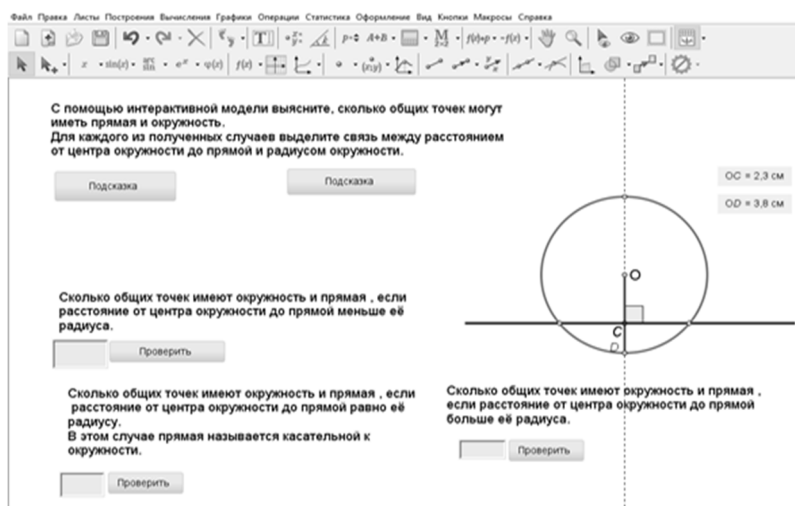 Файл Правка Листы Построения Вычисления Графики Операции Статистика Оформление Вид Кнопки Макросы Справка
С помощью интерактивной модели выясните, сколько общих точек могут
иметь прямая и окружность.
Для каждого из полученных случаев выделите связь между расстоянием
от центра окружности до прямой и радиусом окружности.
Подсказка
Подсказка
OC = 2,3 см
OD = 3,8 см
O
C
D
Сколько общих точек имеют окружность и прямая , если
расстояние от центра окружности до прямой меньше её
радиуса.
Проверить
Сколько общих точек имеют окружность и прямая , если
расстояние от центра окружности до прямой равно её
радиусу.
В этом случае прямая называется касательной к
окружности.
Проверить
Сколько общих точек имеют окружность и прямая ,
если расстояние от центра окружности до прямой
больше её радиуса.
Проверить